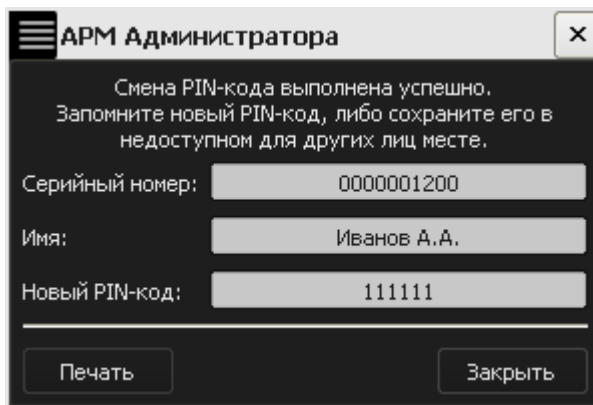 АРМ Администратора
Смена PIN-кода выполнена успешно.
Запомните новый PIN-код, либо сохраните его в
недоступном для других лиц месте.
Серийный номер: 0000001200
Имя: Иванов А.А.
Новый PIN-код: 111111
Печать Закрыть